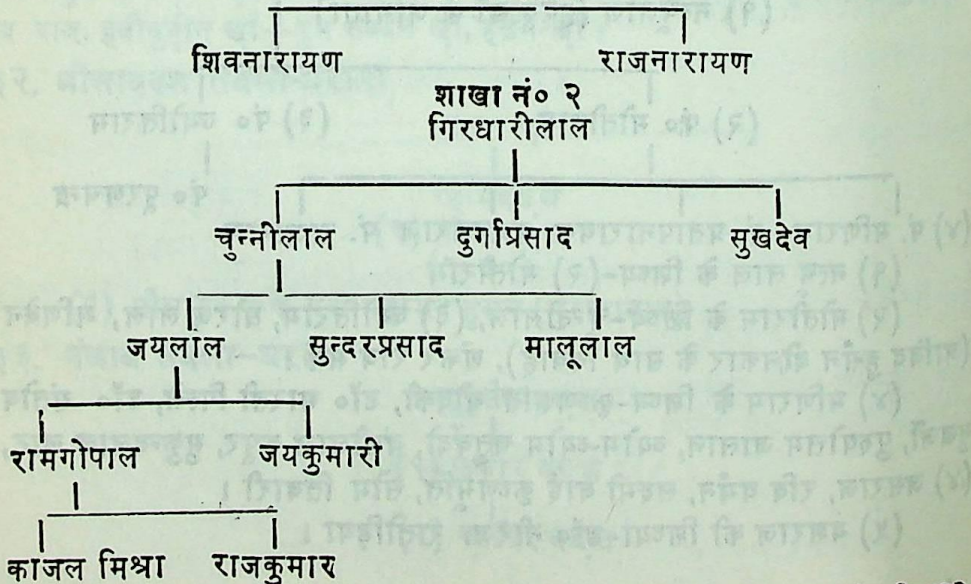 शिवनारायण राजनारायण
शाखा नं० २
गिरधारीलाल
चुन्नीलाल दुर्गाप्रसाद सुखदेव
जयलाल सुन्दरप्रसाद मालूलाल
रामगोपाल जयकुमारी
काजल मिश्रा राजकुमार